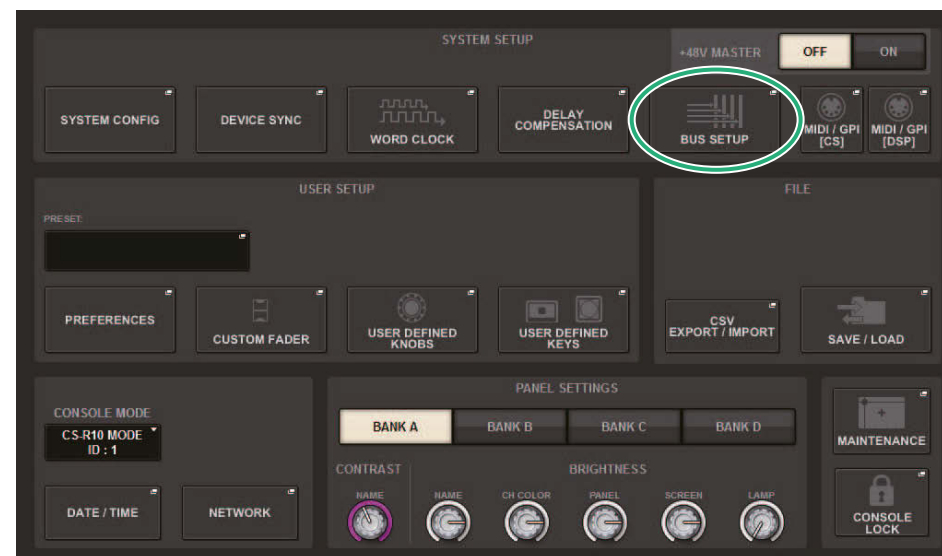 SYSTEM SETUP
+48V MASTER
OFF
ON
SYSTEM CONFIG
DEVICE SYNC
WORD CLOCK
DELAY
COMPENSATION
BUS SETUP
MIDI / GPI
[CS]
MIDI / GPI
[DSP]
USER SETUP
PRESET
PREFERENCES
CUSTOM FADER
USER DEFINED
KNOBS
USER DEFINED
KEYS
FILE
CSV
EXPORT / IMPORT
SAVE / LOAD
CONSOLE MODE
CS-R10 MODE
ID : 1
DATE / TIME
NETWORK
PANEL SETTINGS
BANK A
BANK B
BANK C
BANK D
CONTRAST
BRIGHTNESS
NAME
NAME
CH COLOR
PANEL
SCREEN
LAMP
MAINTENANCE
CONSOLE
LOCK